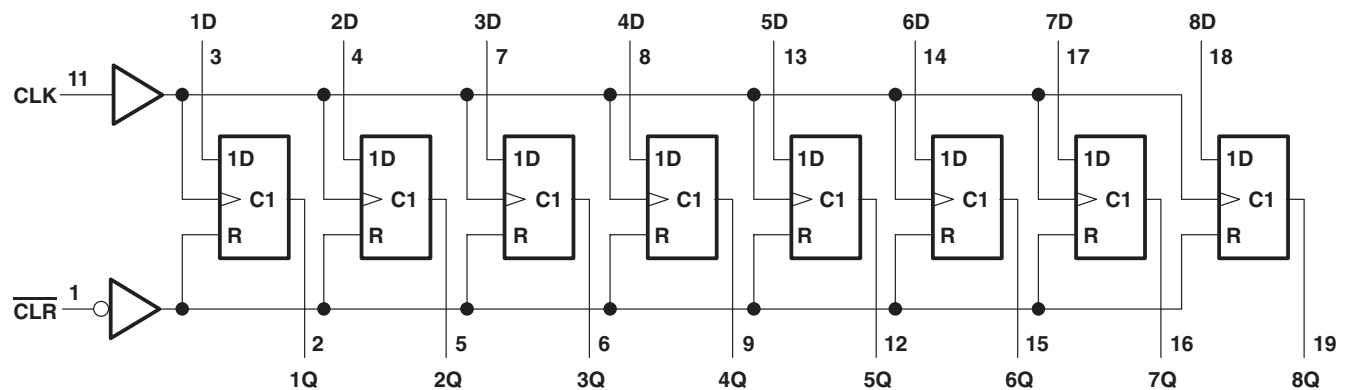 1D 2D 3D 4D 5D 6D 7D 8D
3 4 7 8 13 14 17 18
CLK 11
1D 1D 1D 1D 1D 1D 1D 1D
C1 C1 C1 C1 C1 C1 C1 C1
R R R R R R R R
CLR 1
2 5 6 9 12 15 16 19
1Q 2Q 3Q 4Q 5Q 6Q 7Q 8Q